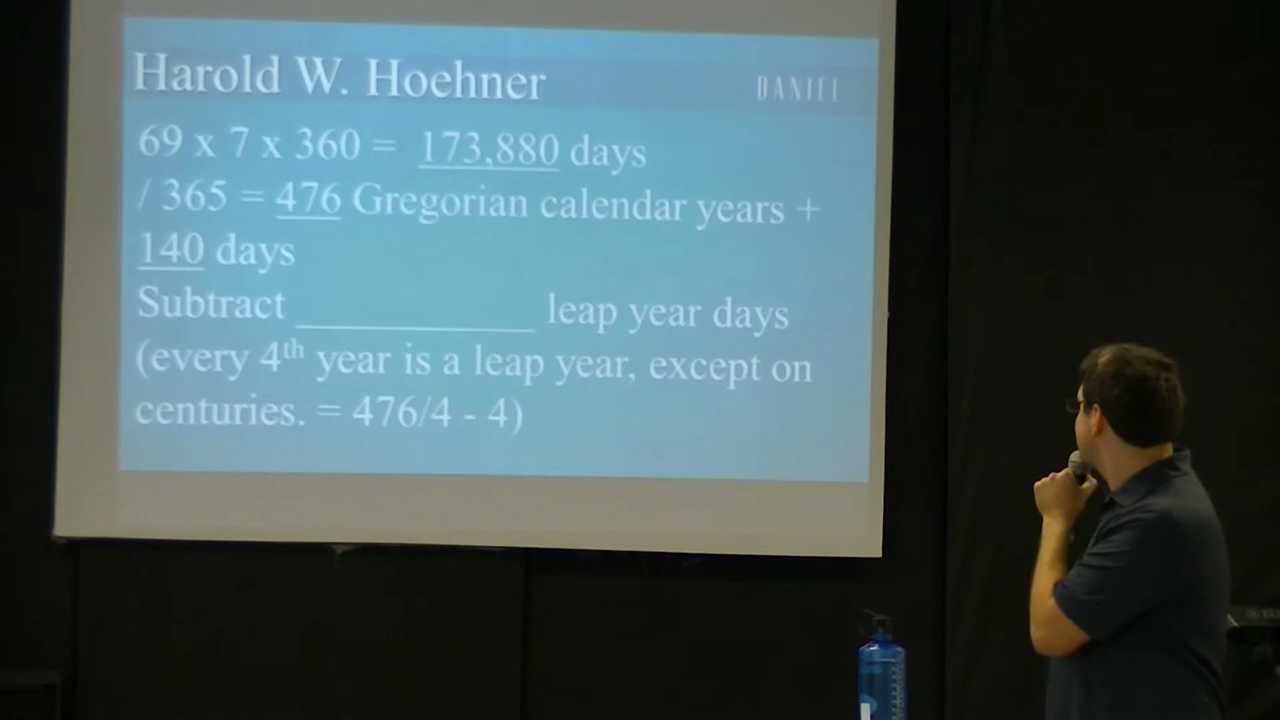 Harold W. Hoehner
DANIEL
69 x 7 x 360 = 173,880 days
/ 365 = 476 Gregorian calendar years +
140 days
Subtract ___________ leap year days
(every 4th year is a leap year, except on
centuries. = 476/4 - 4)